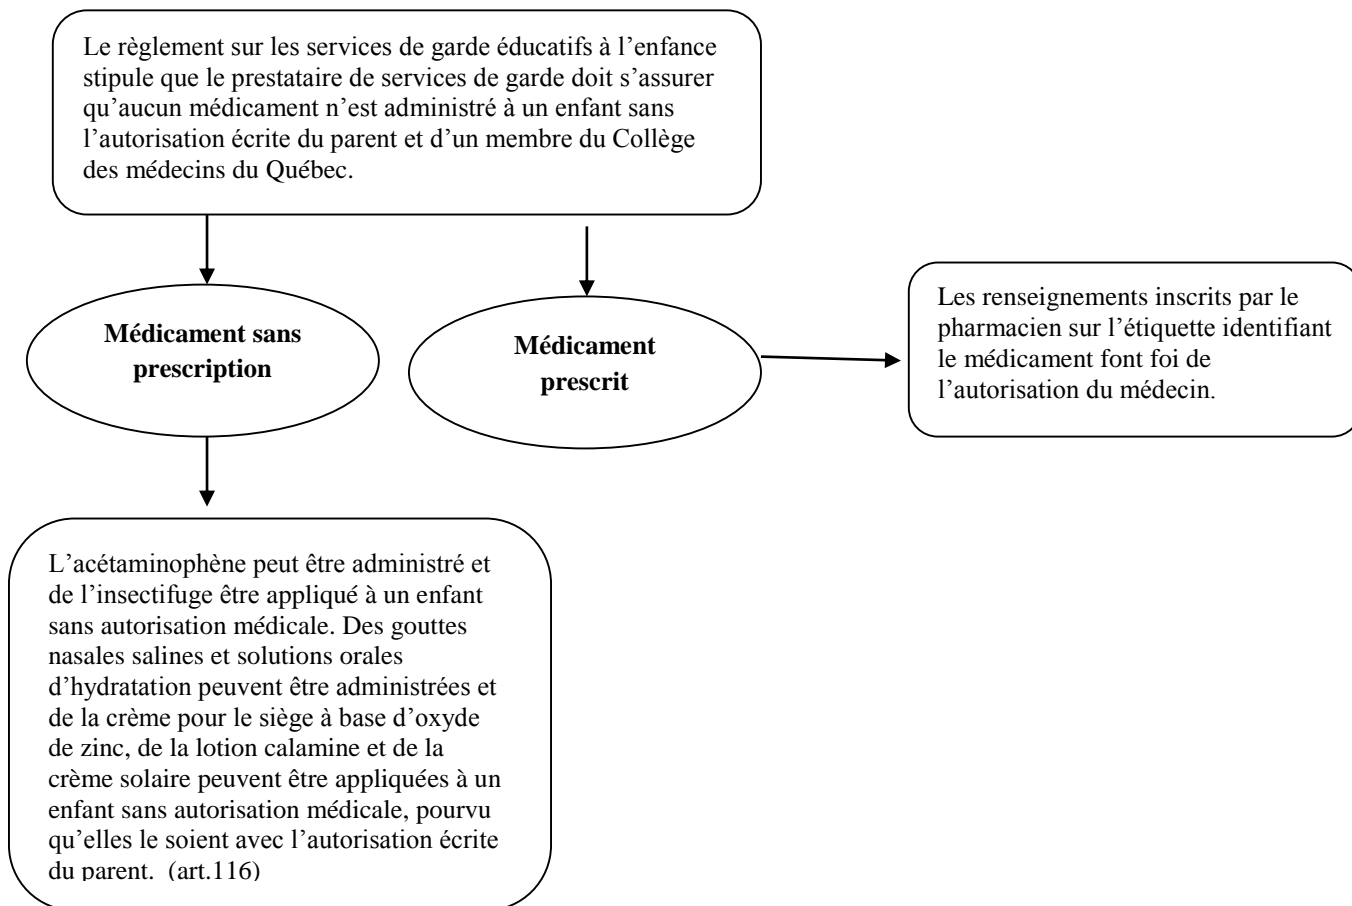 Le règlement sur les services de garde éducatifs à l’enfance
stipule que le prestataire de services de garde doit s’assurer
qu’aucun médicament n’est administré à un enfant sans
l’autorisation écrite du parent et d’un membre du Collège
des médecins du Québec.
Médicament sans
prescription
Médicament
prescrit
Les renseignements inscrits par le
pharmacien sur l’étiquette identifiant
le médicament font foi de
l’autorisation du médecin.
L’acétaminophène peut être administré et
de l’insectifuge être appliqué à un enfant
sans autorisation médicale. Des gouttes
nasales salines et solutions orales
d’hydratation peuvent être administrées et
de la crème pour le siège à base d’oxyde
de zinc, de la lotion calamine et de la
crème solaire peuvent être appliquées à un
enfant sans autorisation médicale, pourvu
qu’elles le soient avec l’autorisation écrite
du parent.  (art.116)